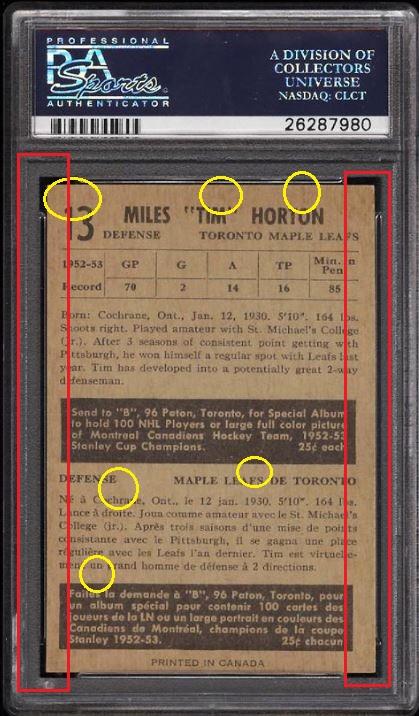 PROFESSIONAL
PSA
Sports
AUTHENTICATOR
A DIVISION OF
COLLECTORS
UNIVERSE
NASDAQ: CLCT
26287980
13 MILES "TIM" HORTON
DEFENSE TORONTO MAPLE LEAFS
1952-53 GP G A TP Min. in Pen
Record 70 2 14 16 85
Born: Cochrane, Ont., Jan. 12, 1930. 5'10". 164 lbs.
Shoots right. Played amateur with St. Michael's College
(jr.). After 3 seasons of consistent point getting with
Pittsburgh, he won himself a regular spot with Leafs last
year. Tim has developed into a potentially great 2-way
defenseman.
Send to "B", 96 Paton, Toronto, for Special Album
to hold 100 NHL Players or large full color picture
of Montreal Canadiens Hockey Team, 1952-53
Stanley Cup Champions. 25¢ each
DEFENSE MAPLE LEAFS DE TORONTO
Né à Cochrane, Ont., le 12 jan. 1930. 5'10". 164 lbs.
Lance à droite. Joua comme amateur avec le St. Michael's
College (jr.). Après trois saisons d'une mise de points
consistante avec le Pittsburgh, il se gagna une place
régulière avec les Leafs l'an dernier. Tim est virtuelle-
ment un grand homme de défense à 2 directions.
Faites la demande à "B", 96 Paton, Toronto, pour
un album spécial pour contenir 100 cartes des
joueurs de la LN ou un large portrait en couleurs des
Canadiens de Montréal, champions de la coupe
Stanley 1952-53. 25¢ chacun
PRINTED IN CANADA